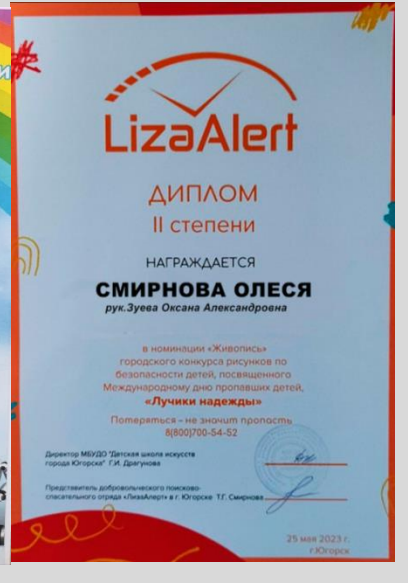 LizaAlert
ДИПЛОМ
II степени
НАГРАЖДАЕТСЯ
СМИРНОВА ОЛЕСЯ
рук.Зуева Оксана Александровна
в номинации «Живопись»
городского конкурса рисунков по
безопасности детей, посвященного
Международному дню пропавших детей,
«Лучики надежды»
Потеряться – не значит пропасть
8(800)700-54-52
Директор МБУДО "Детская школа искусств
города Югорска" Г.И. Драгунова
Представитель добровольческого поисково-
спасательного отряда «ЛизаАлерт» в г. Югорске Т.Г. Смирнова
25 мая 2023 г.
г.Югорск